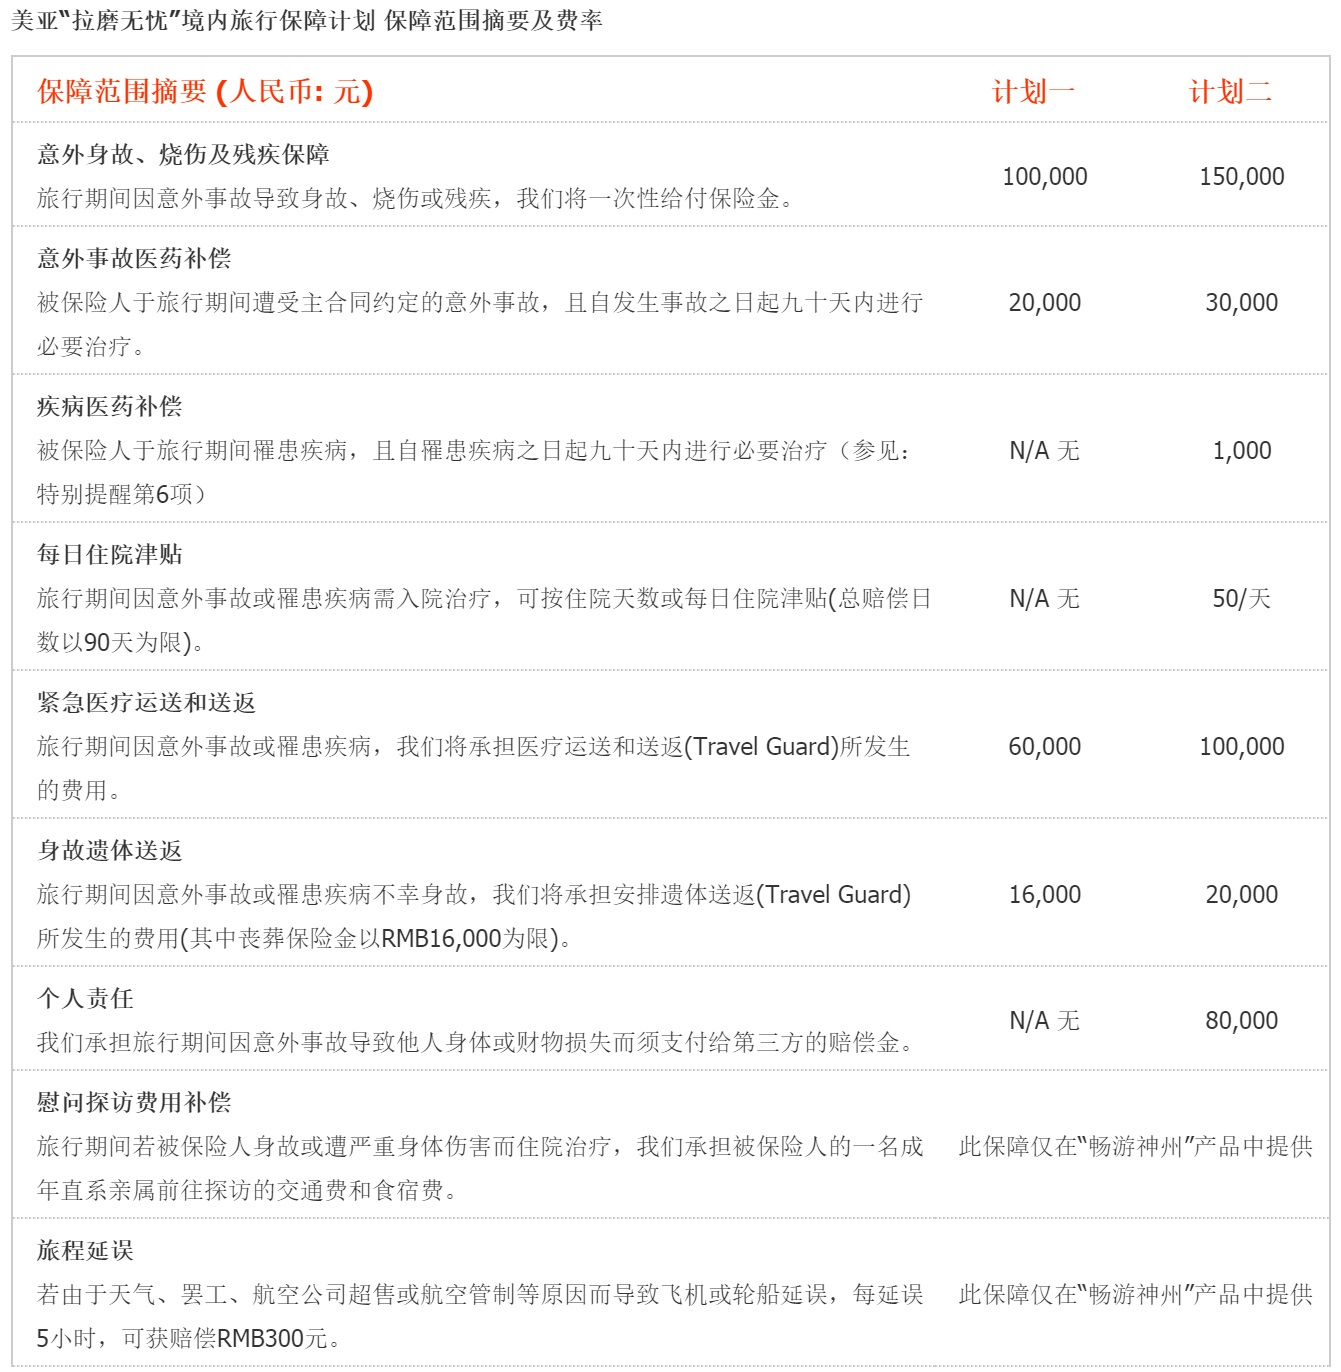 美亚“拉磨无忧”境内旅行保障计划 保障范围摘要及费率
保障范围摘要 (人民币: 元) 计划一 计划二
意外身故、烧伤及残疾保障
旅行期间因意外事故导致身故、烧伤或残疾，我们将一次性给付保险金。 100,000 150,000
意外事故医药补偿
被保险人于旅行期间遭受主合同约定的意外事故，且自发生事故之日起九十天内进行 20,000 30,000
必要治疗。
疾病医药补偿
被保险人于旅行期间罹患疾病，且自罹患疾病之日起九十天内进行必要治疗（参见： N/A 无 1,000
特别提醒第6项）
每日住院津贴
旅行期间因意外事故或罹患疾病需入院治疗，可按住院天数或每日住院津贴(总赔偿日 N/A 无 50/天
数以90天为限)。
紧急医疗运送和送返
旅行期间因意外事故或罹患疾病，我们将承担医疗运送和送返(Travel Guard)所发生 60,000 100,000
的费用。
身故遗体送返
旅行期间因意外事故或罹患疾病不幸身故，我们将承担安排遗体送返(Travel Guard) 16,000 20,000
所发生的费用(其中丧葬保险金以RMB16,000为限)。
个人责任
我们承担旅行期间因意外事故导致他人身体或财物损失而须支付给第三方的赔偿金。 N/A 无 80,000
慰问探访费用补偿
旅行期间若被保险人身故或遭严重身体伤害而住院治疗，我们承担被保险人的一名成 此保障仅在“畅游神州”产品中提供
年直系亲属前往探访的交通费和食宿费。
旅程延误
若由于天气、罢工、航空公司超售或航空管制等原因而导致飞机或轮船延误，每延误 此保障仅在“畅游神州”产品中提供
5小时，可获赔偿RMB300元。